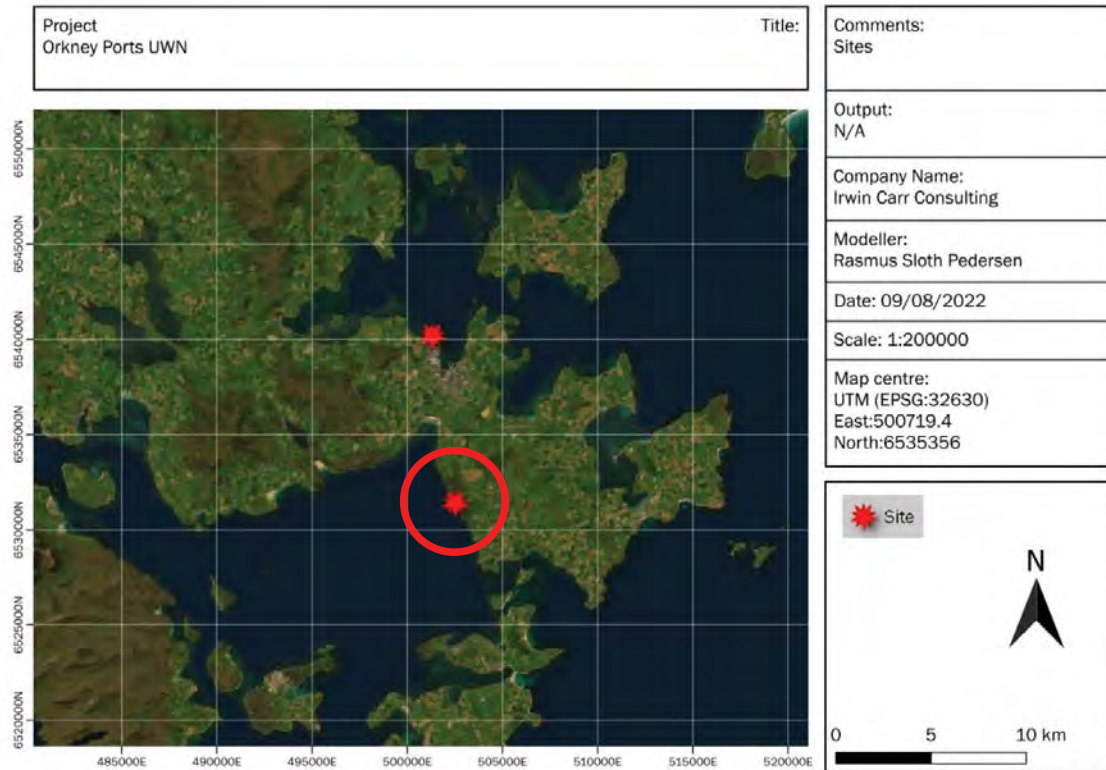 Project
Orkney Ports UWN
Title:
Comments:
Sites
Output:
N/A
Company Name:
Irwin Carr Consulting
Modeller:
Rasmus Sloth Pedersen
Date: 09/08/2022
Scale: 1:200000
Map centre:
UTM (EPSG:32630)
East:500719.4
North:6535356
Site
N
0 5 10 km
6550000N
6545000N
6540000N
6535000N
6530000N
6525000N
6520000N
485000E 490000E 495000E 500000E 505000E 510000E 515000E 520000E